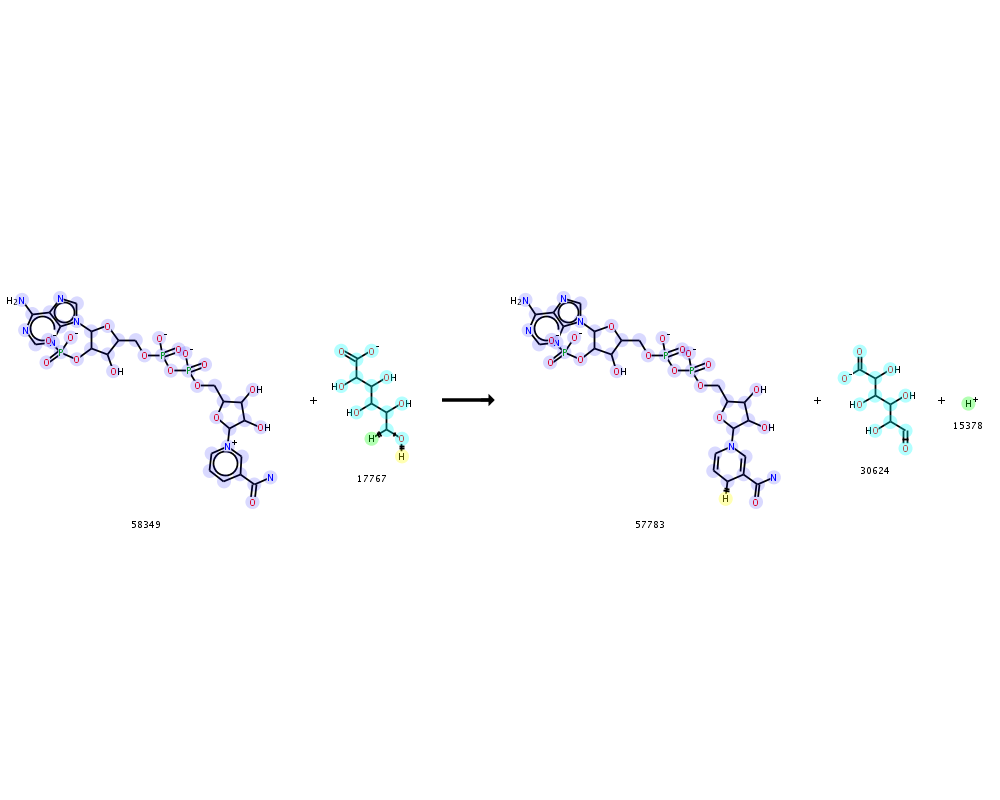 H₂N N N N N O O O⁻ P O⁻ O O OH O⁻ P O O O⁻ P O O O OH OH N⁺ N O
58349
+
O O⁻ OH OH HO OH H O H
17767
H₂N N N N N O O O⁻ P O⁻ O O OH O⁻ P O O O⁻ P O O O OH OH N N O H
57783
+
O O⁻ OH HO OH HO O
30624
+
H⁺
15378